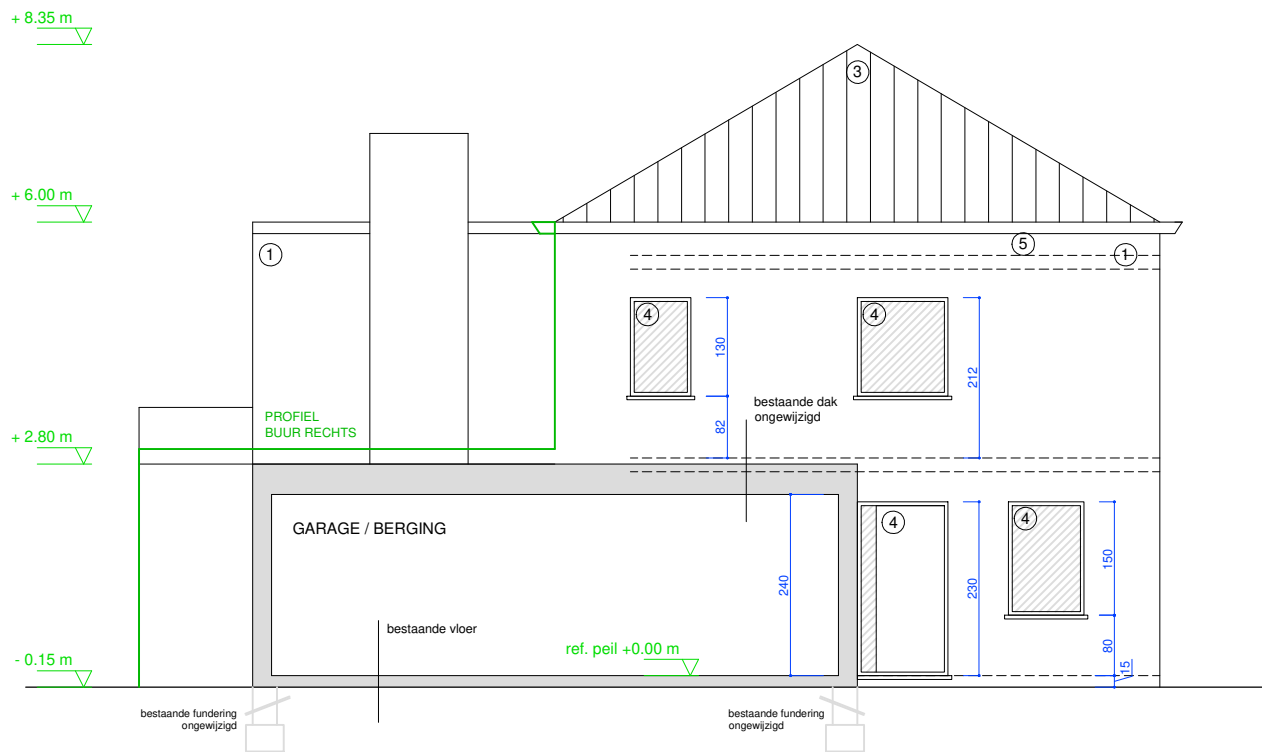 + 8.35 m
3
+ 6.00 m
1
5
1
4
4
130
212
bestaande dak
ongewijzigd
PROFIEL
BUUR RECHTS
82
+ 2.80 m
GARAGE / BERGING
4
4
240
230
150
bestaande vloer
ref. peil +0.00 m
80
- 0.15 m
15
bestaande fundering
ongewijzigd
bestaande fundering
ongewijzigd